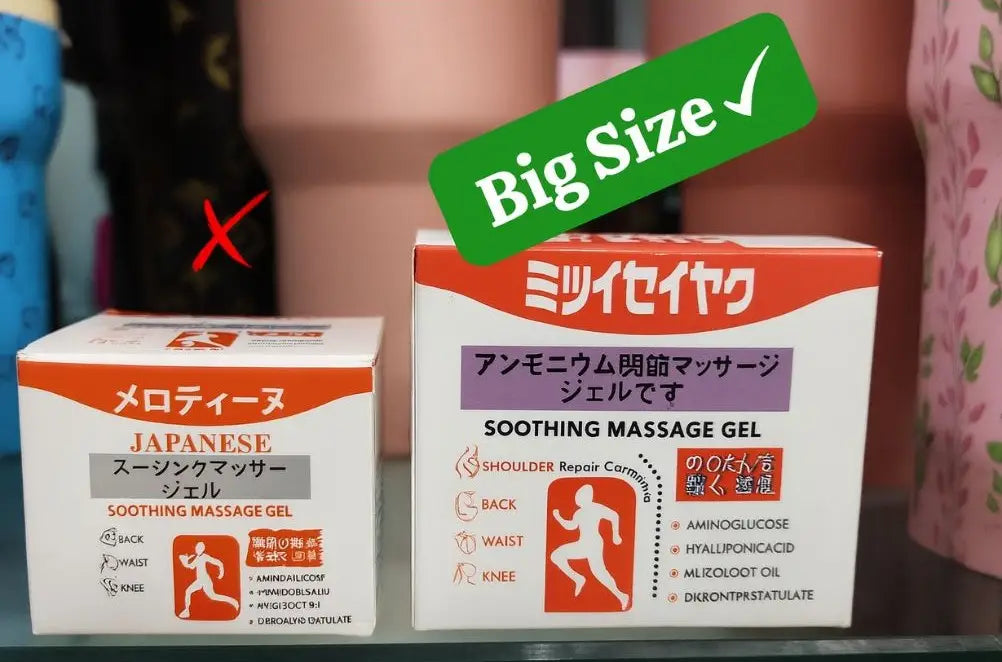 Big Size
メロティーヌ
JAPANESE
スーシンクマッサー
ジェル
SOOTHING MASSAGE GEL
BACK
WAIST
KNEE
ミツイセイヤク
アンモニウム関節マッサージ
ジェルです
SOOTHING MASSAGE GEL
SHOULDER Repair
BACK
WAIST
KNEE
AMINOGLUCOSE
HYALLIPONICACID
MLIZOLOOT OIL
DKRONTPRSTATULATE